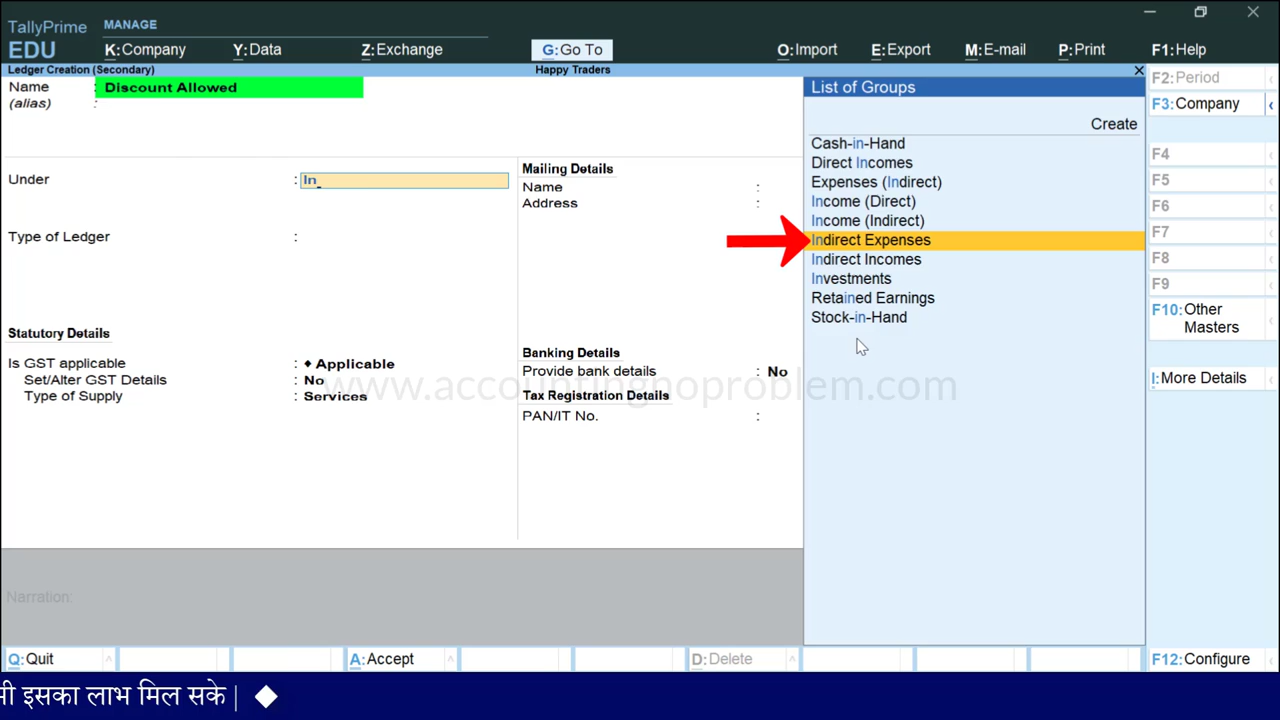 TallyPrime MANAGE
EDU K:Company Y:Data Z:Exchange G:Go To O:Import E:Export M:E-mail P:Print F1:Help
Ledger Creation (Secondary) Happy Traders
Name : Discount Allowed
(alias) :
Under : In
Type of Ledger :
Statutory Details
Is GST applicable : ♦ Applicable
Set/Alter GST Details : No
Type of Supply : Services
Mailing Details
Name :
Address :
Banking Details
Provide bank details : No
Tax Registration Details
PAN/IT No. :
www.accountingnoproblem.com
List of Groups
Create
Cash-in-Hand
Direct Incomes
Expenses (Indirect)
Income (Direct)
Income (Indirect)
Indirect Expenses
Indirect Incomes
Investments
Retained Earnings
Stock-in-Hand
F2:Period
F3:Company
F4
F5
F6
F7
F8
F9
F10:Other
Masters
I:More Details
Narration:
Q:Quit A:Accept D:Delete F12:Configure
इसका लाभ मिल सके | ◆